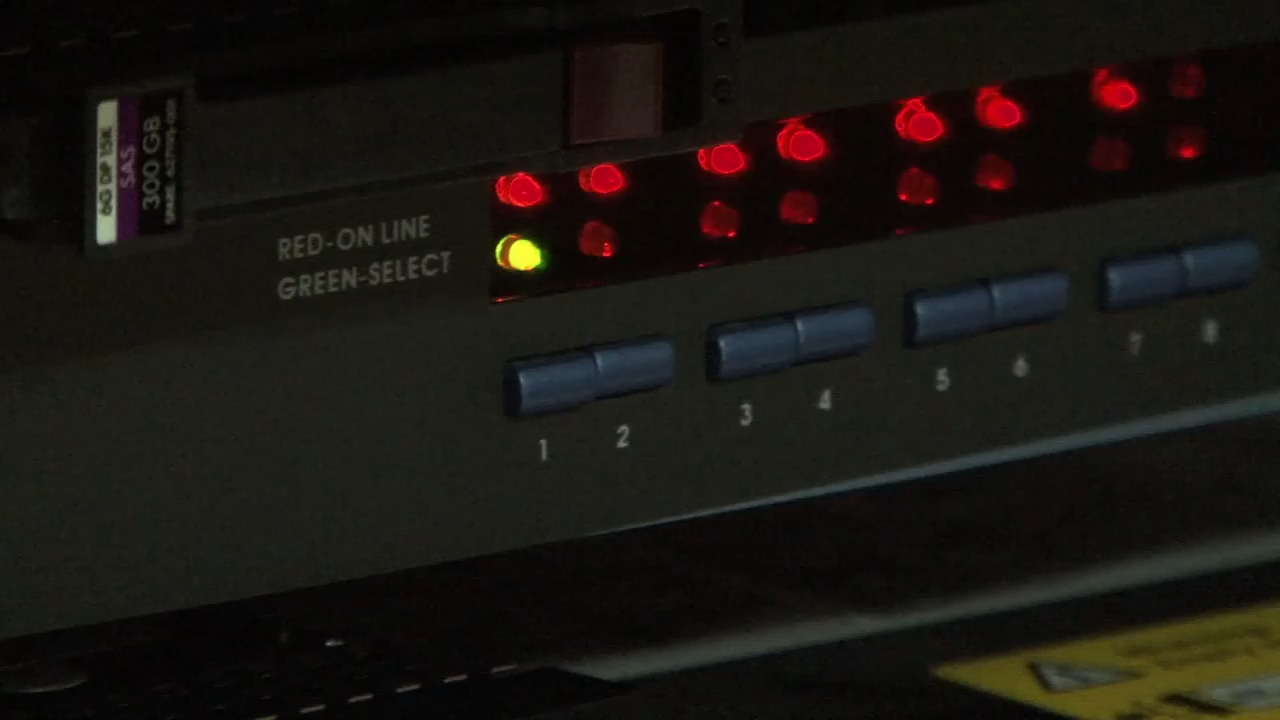 6G DP 15K
SAS
300 GB
RED-ON LINE
GREEN-SELECT
1 2 3 4 5 6 7 8